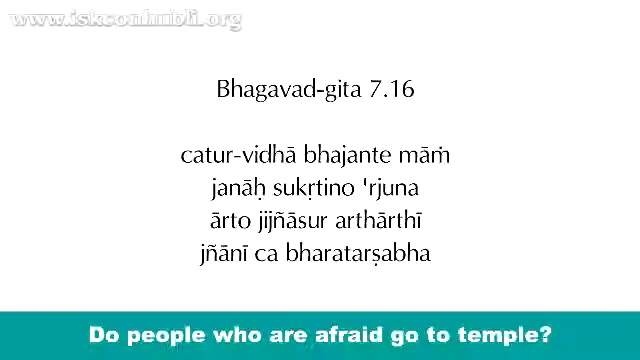 www.iskconhubli.org
Bhagavad-gita 7.16
catur-vidhā bhajante māṁ
janāḥ sukṛtino 'rjuna
ārto jijñāsur arthārthī
jñānī ca bharatarṣabha
Do people who are afraid go to temple?